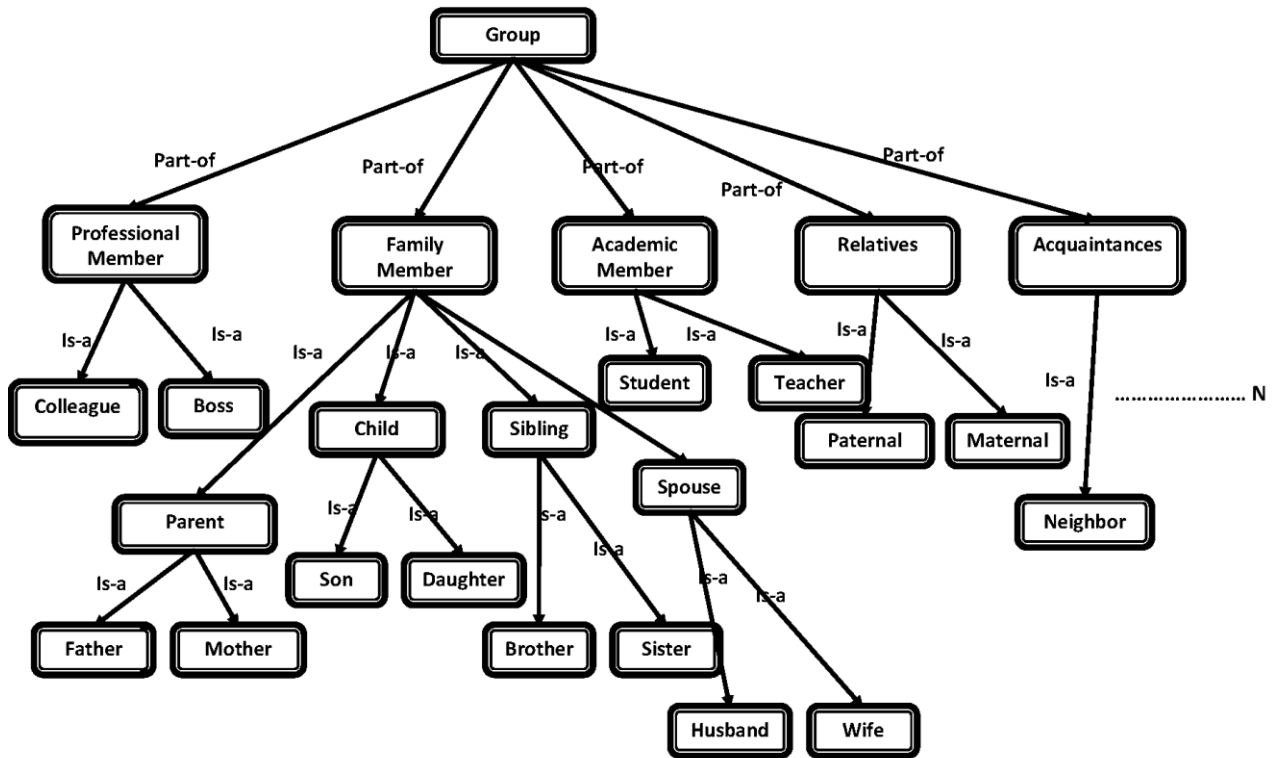 Group
Part-of
Part-of
Part-of
Part-of
Part-of
Professional
Member
Family
Member
Academic
Member
Relatives
Acquaintances
Is-a
Is-a
Is-a
Is-a
Is-a
Is-a
Is-a
Is-a
Is-a
Is-a
Colleague
Boss
Student
Teacher
Child
Sibling
Paternal
Maternal
........................ N
Spouse
Parent
Neighbor
Is-a
Is-a
s-a
Is-a
Is-a
Is-a
Is-a
Is-a
Son
Daughter
Father
Mother
Brother
Sister
Husband
Wife